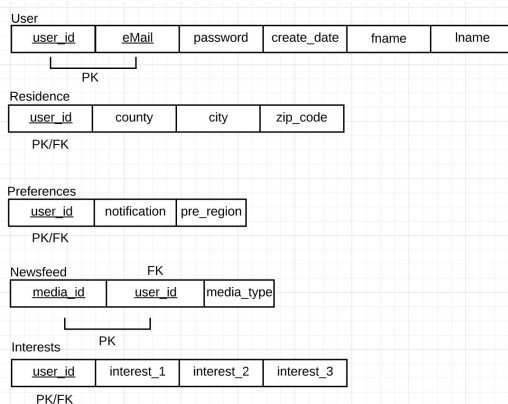 User
user_id eMail password create_date fname lname
PK
Residence
user_id county city zip_code
PK/FK
Preferences
user_id notification pre_region
PK/FK
Newsfeed FK
media_id user_id media_type
PK
Interests
user_id interest_1 interest_2 interest_3
PK/FK